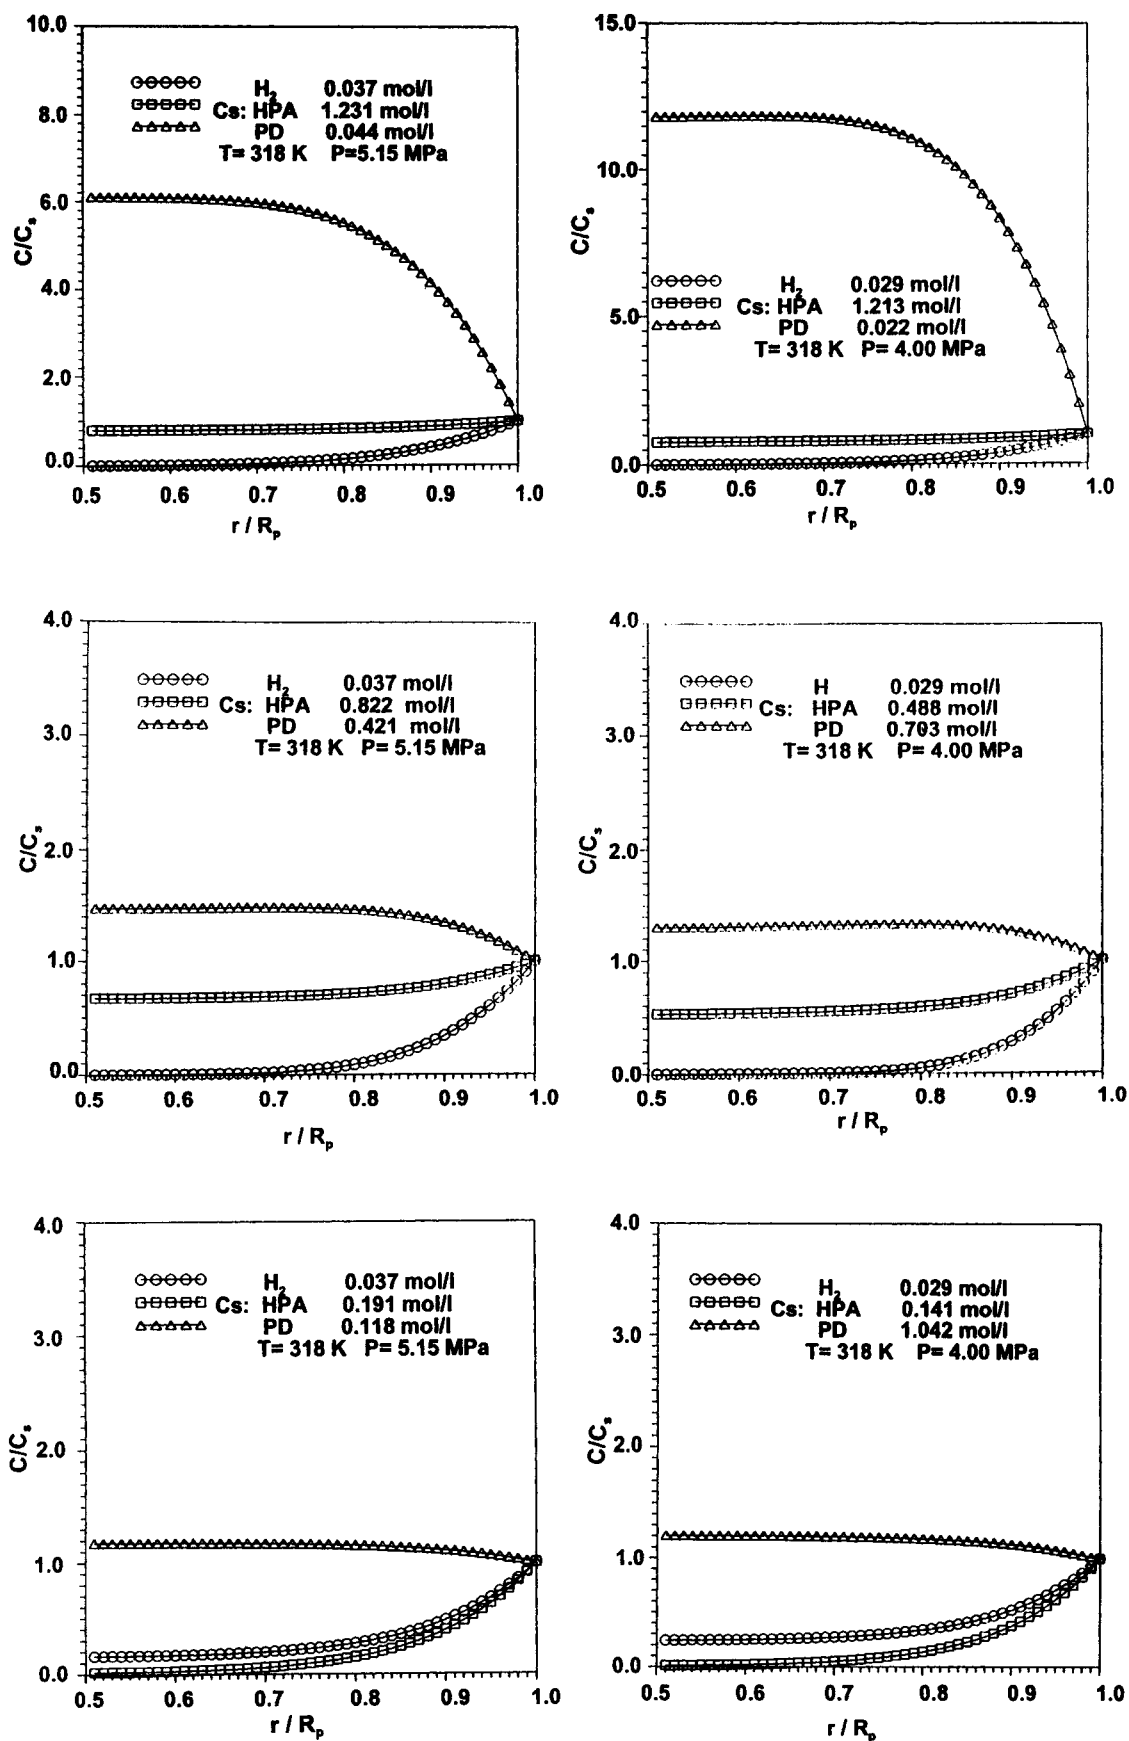 10.0
8.0
6.0
4.0
2.0
0.0
C/Cs
H2 0.037 mol/l
Cs: HPA 1.231 mol/l
PD 0.044 mol/l
T= 318 K P=5.15 MPa
0.5 0.6 0.7 0.8 0.9 1.0
r / Rp
15.0
10.0
5.0
0.0
C/Cs
H2 0.029 mol/l
Cs: HPA 1.213 mol/l
PD 0.022 mol/l
T= 318 K P= 4.00 MPa
0.5 0.6 0.7 0.8 0.9 1.0
r / Rp
4.0
3.0
2.0
1.0
0.0
C/Cs
H2 0.037 mol/l
Cs: HPA 0.822 mol/l
PD 0.421 mol/l
T= 318 K P= 5.15 MPa
0.5 0.6 0.7 0.8 0.9 1.0
r / Rp
4.0
3.0
2.0
1.0
0.0
C/Cs
H 0.029 mol/l
Cs: HPA 0.488 mol/l
PD 0.703 mol/l
T= 318 K P= 4.00 MPa
0.5 0.6 0.7 0.8 0.9 1.0
r / Rp
4.0
3.0
2.0
1.0
0.0
C/Cs
H2 0.037 mol/l
Cs: HPA 0.191 mol/l
PD 0.118 mol/l
T= 318 K P= 5.15 MPa
0.5 0.6 0.7 0.8 0.9 1.0
r / Rp
4.0
3.0
2.0
1.0
0.0
C/Cs
H2 0.029 mol/l
Cs: HPA 0.141 mol/l
PD 1.042 mol/l
T= 318 K P= 4.00 MPa
0.5 0.6 0.7 0.8 0.9 1.0
r / Rp